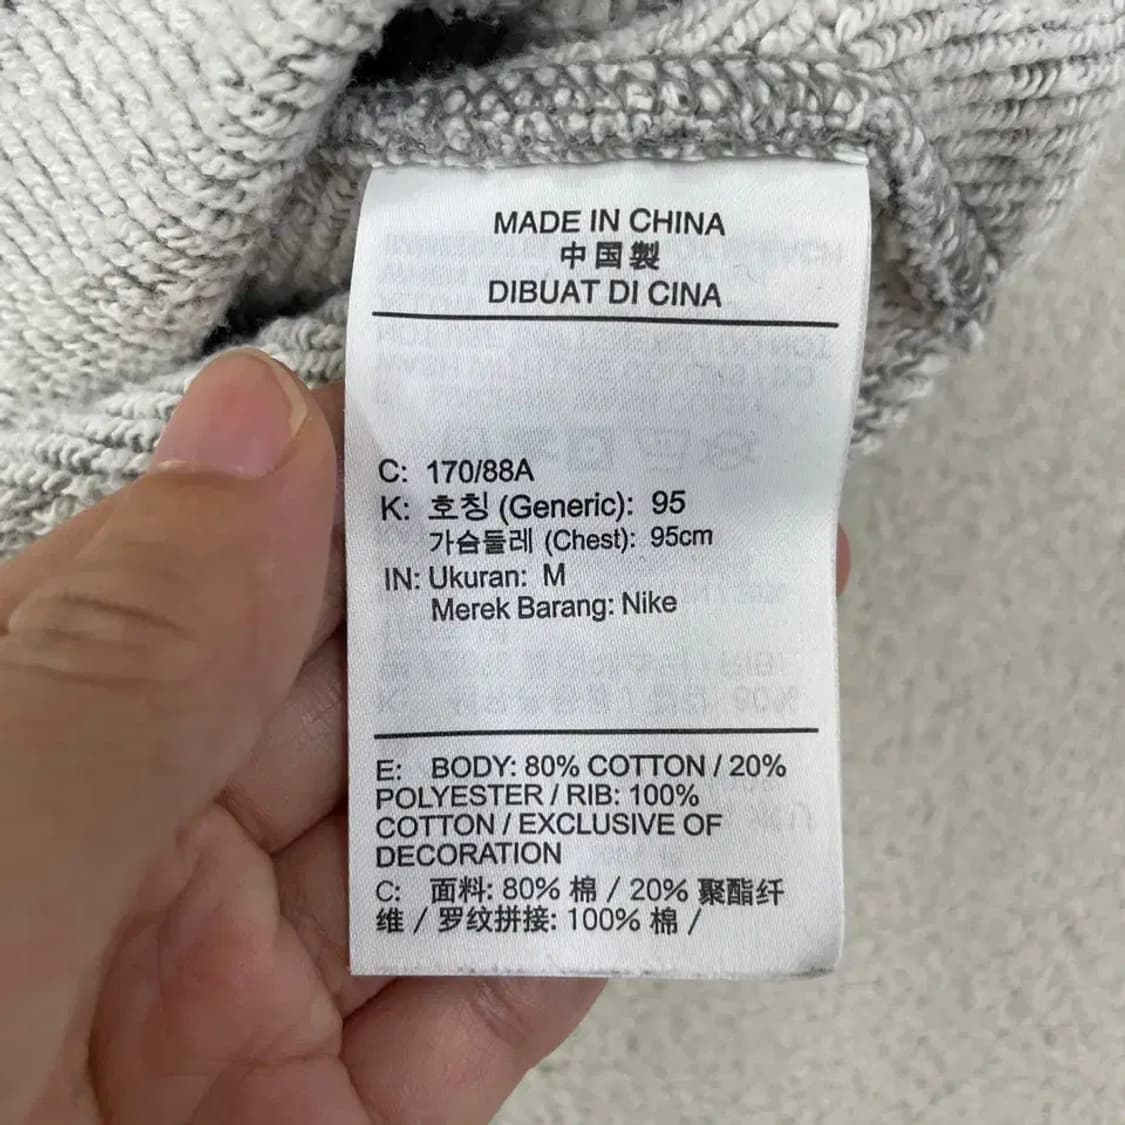 MADE IN CHINA
中国製
DIBUAT DI CINA
C: 170/88A
K: 호칭 (Generic): 95
가슴둘레 (Chest): 95cm
IN: Ukuran: M
Merek Barang: Nike
E: BODY: 80% COTTON / 20%
POLYESTER / RIB: 100%
COTTON / EXCLUSIVE OF
DECORATION
C: 面料: 80% 棉 / 20% 聚酯纤
维 / 罗纹拼接: 100% 棉 /